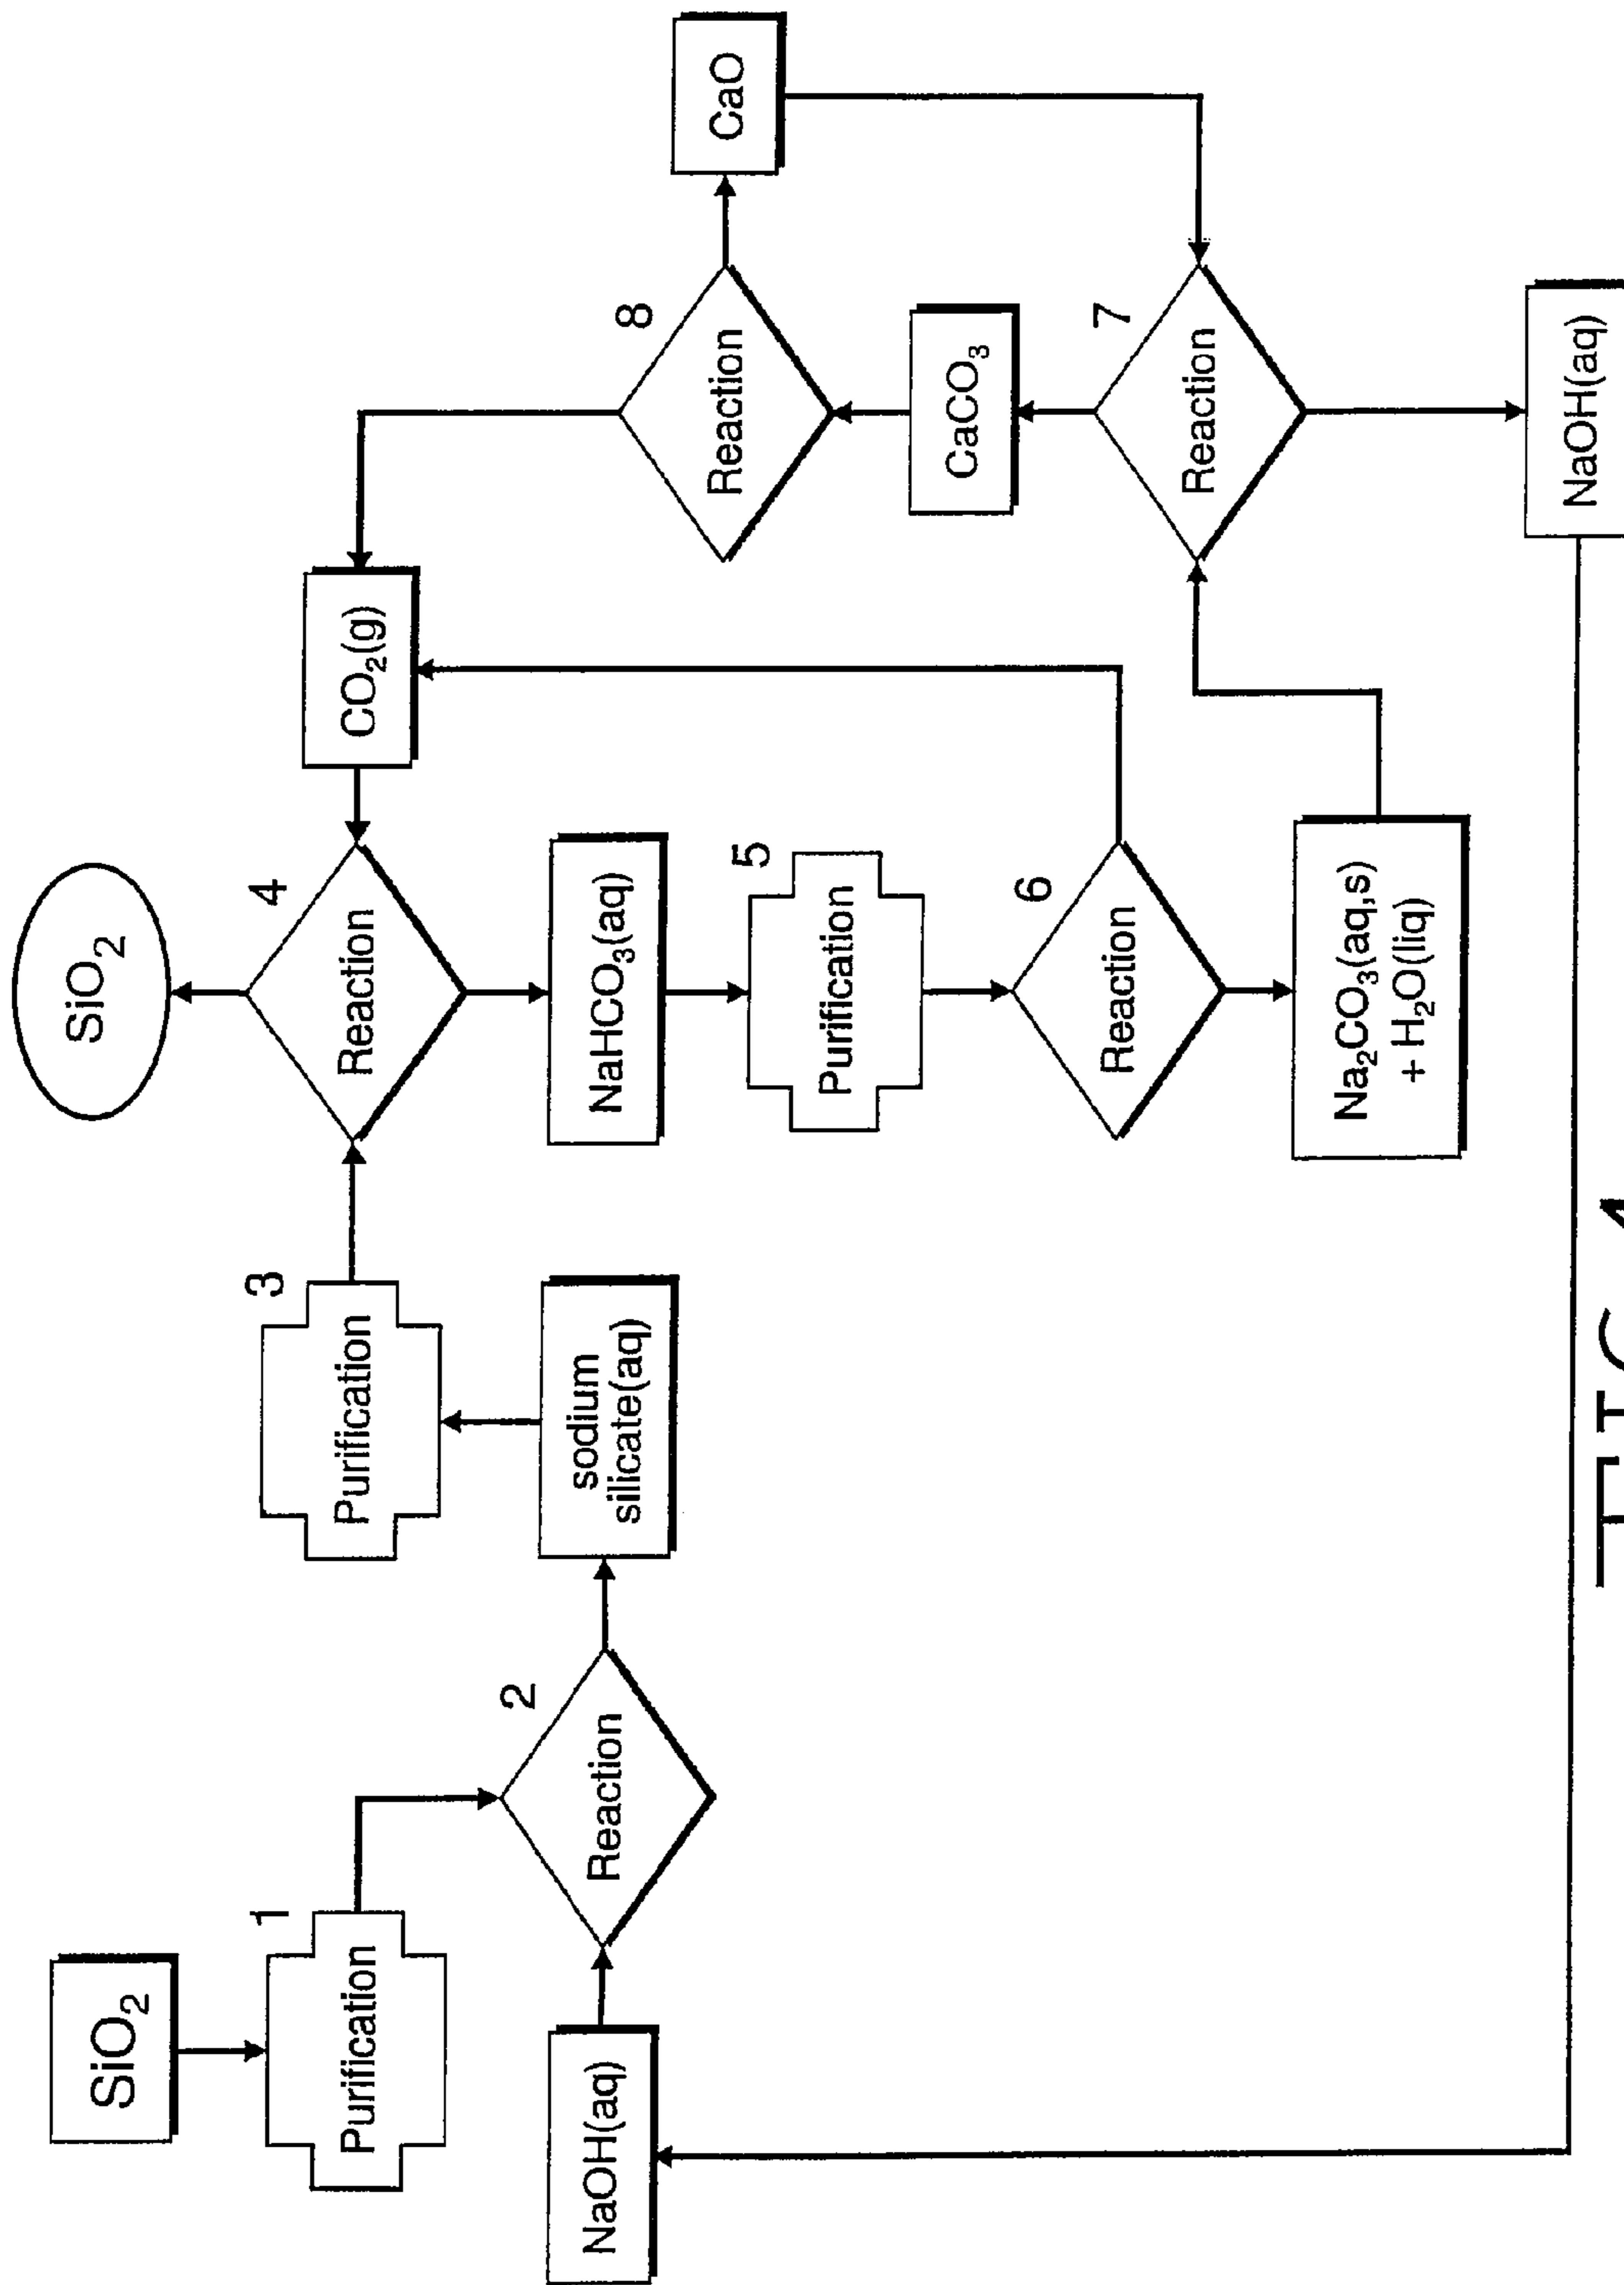 SiO2
Purification
1
NaOH(aq)
Reaction
2
sodium
silicate(aq)
Purification
3
SiO2
Reaction
4
CO2(g)
NaHCO3(aq)
Purification
5
Reaction
6
Na2CO3(aq,s)
+ H2O(liq)
Reaction
8
CaO
CaCO3
Reaction
7
NaOH(aq)